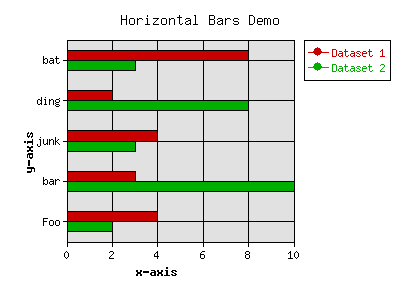 Horizontal Bars Demo
Dataset 1
Dataset 2
bat
ding
junk
bar
Foo
y-axis
0 2 4 6 8 10
x-axis